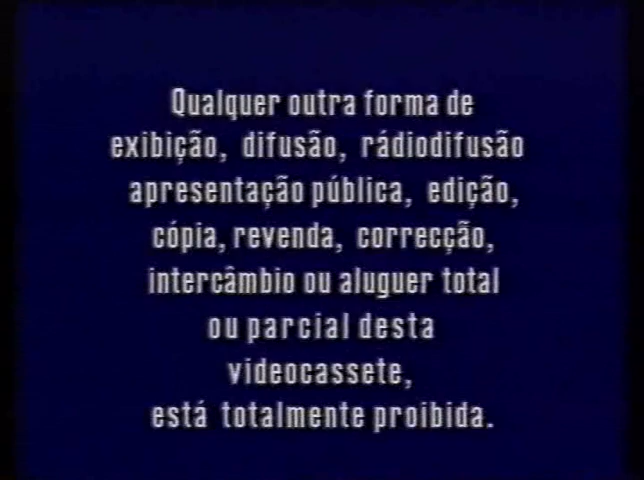 Qualquer outra forma de
exibição, difusão, rádiodifusão
apresentação pública, edição,
cópia, revenda, correcção,
intercâmbio ou aluguer total
ou parcial desta
videocassete,
está totalmente proibida.